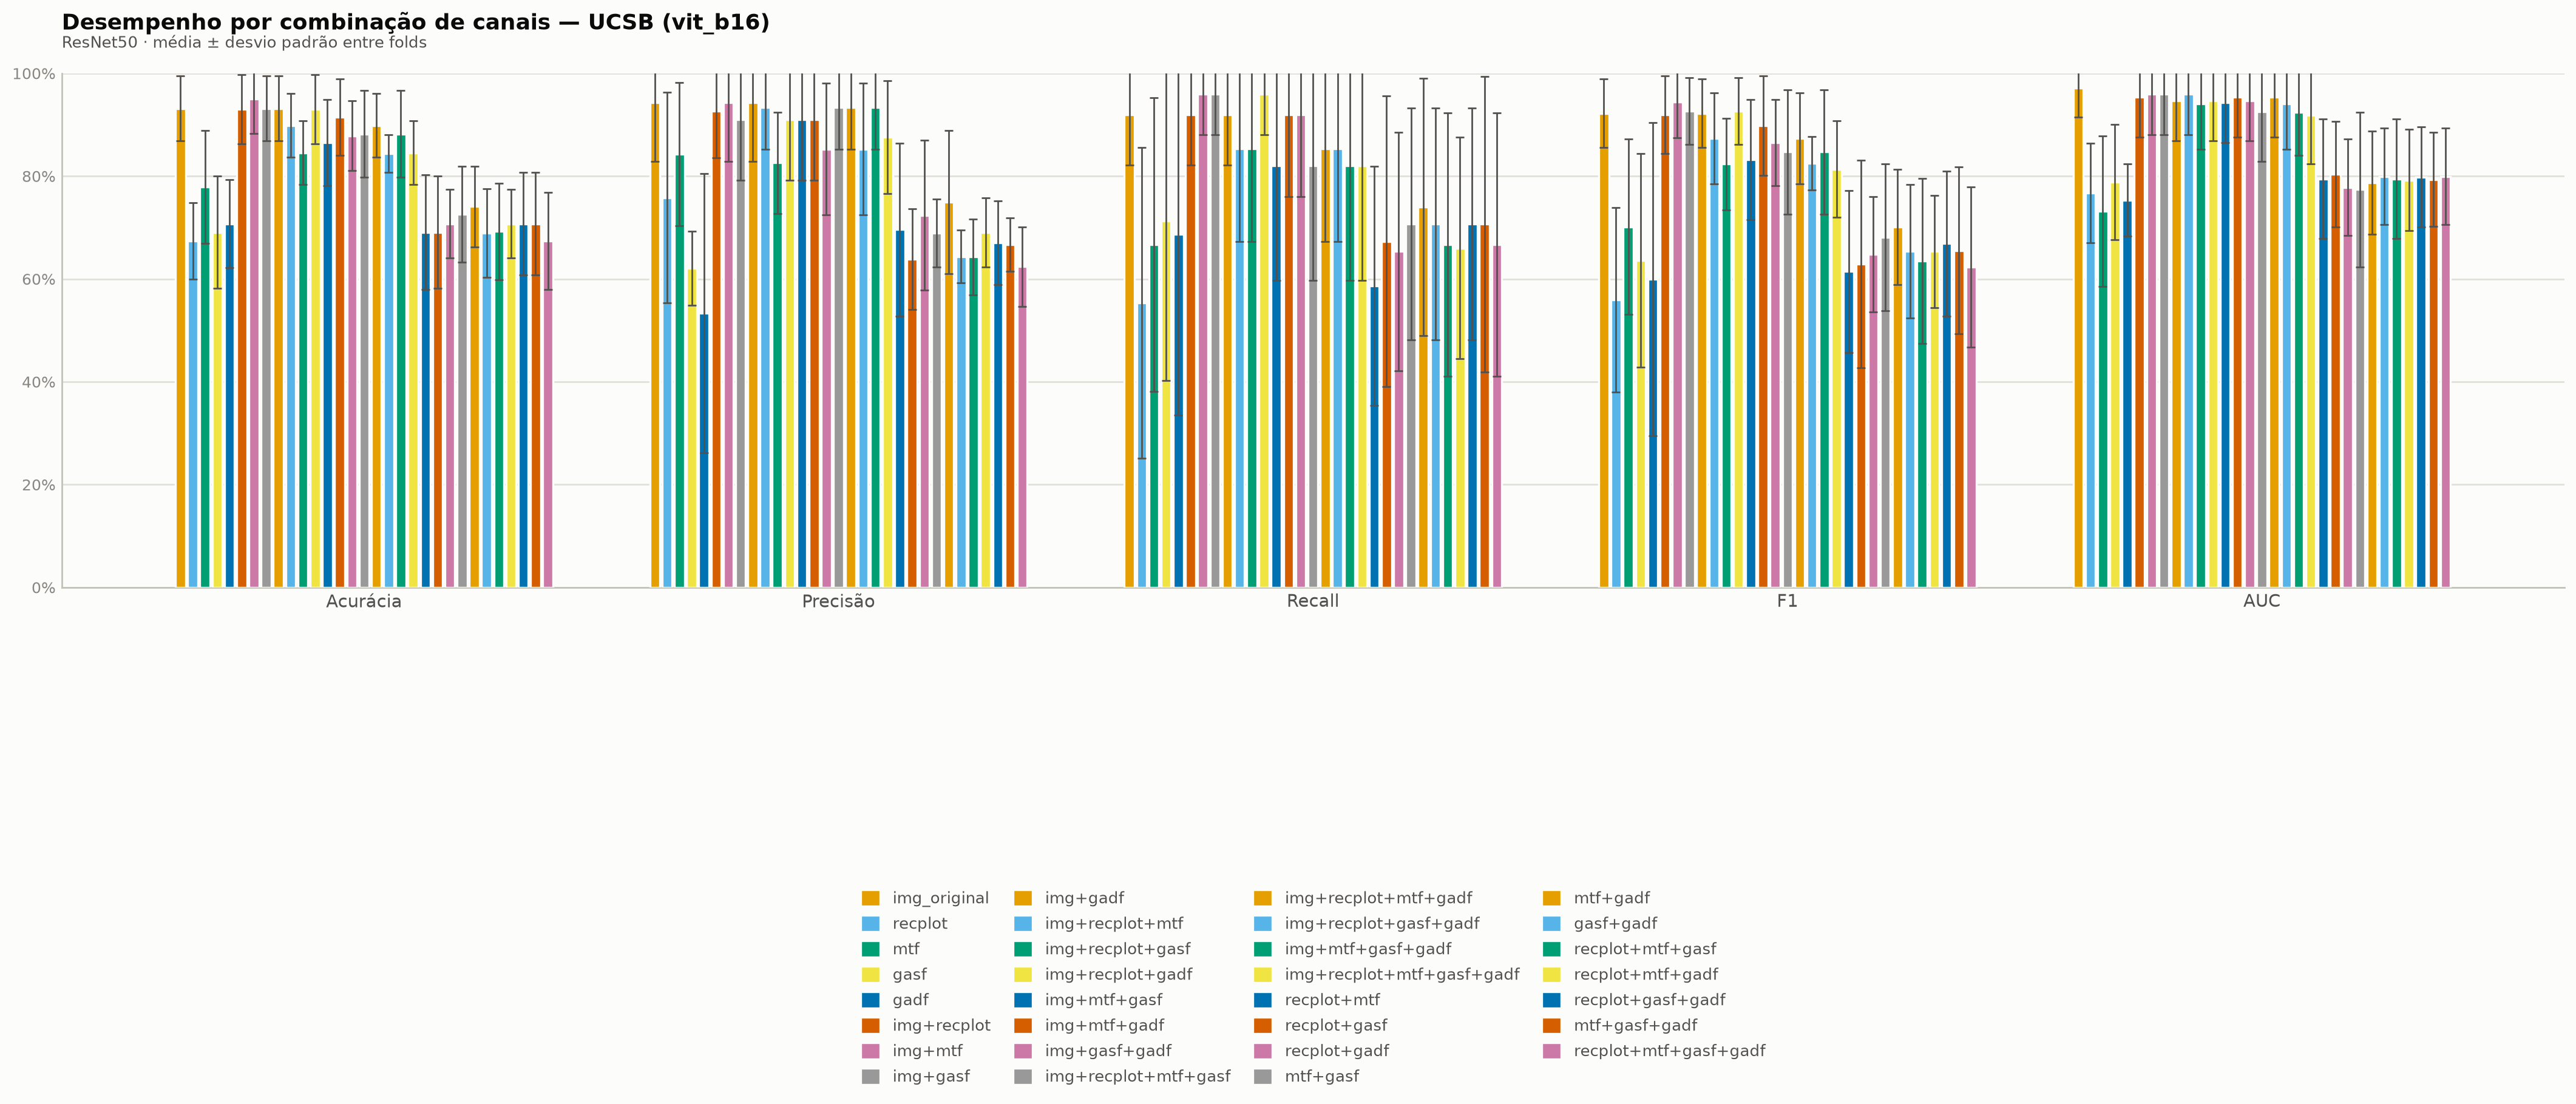 Desempenho por combinação de canais — UCSB (vit_b16)
ResNet50 · média ± desvio padrão entre folds
100%
80%
60%
40%
20%
0%
Acurácia
Precisão
Recall
F1
AUC
img_original
recplot
mtf
gasf
gadf
img+recplot
img+mtf
img+gasf
img+gadf
img+recplot+mtf
img+recplot+gasf
img+recplot+gadf
img+mtf+gasf
img+mtf+gadf
img+gasf+gadf
img+recplot+mtf+gasf
img+recplot+mtf+gadf
img+recplot+gasf+gadf
img+mtf+gasf+gadf
img+recplot+mtf+gasf+gadf
recplot+mtf
recplot+gasf
recplot+gadf
mtf+gasf
mtf+gadf
gasf+gadf
recplot+mtf+gasf
recplot+mtf+gadf
recplot+gasf+gadf
mtf+gasf+gadf
recplot+mtf+gasf+gadf